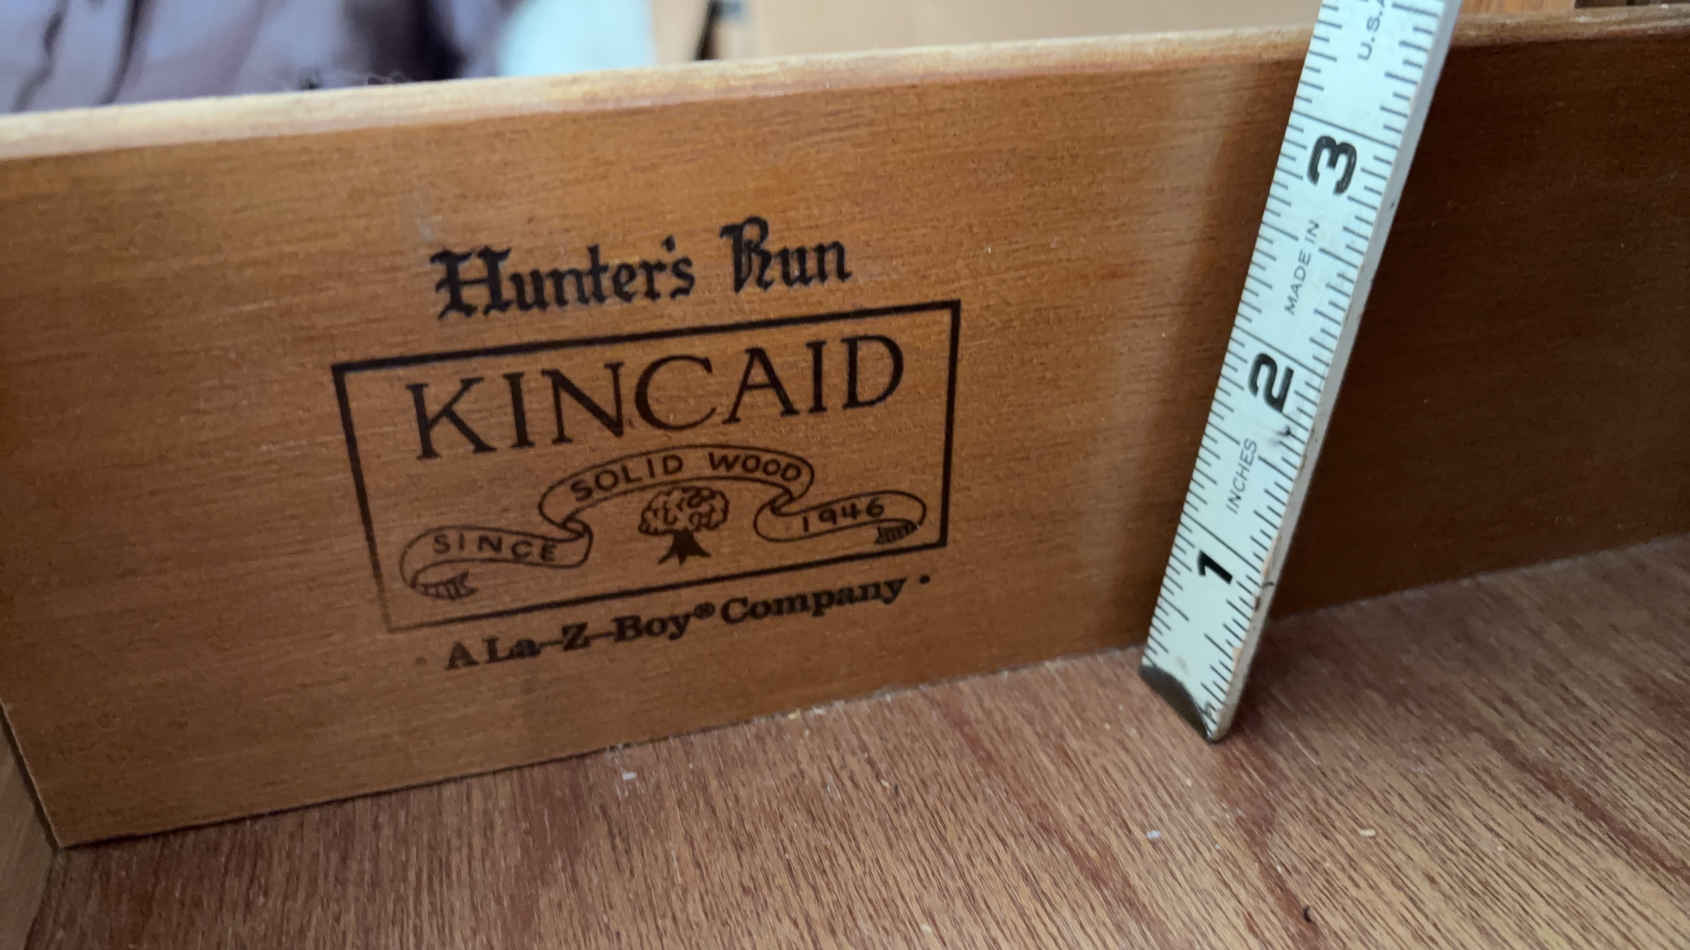 Hunter's Run
KINCAID
SOLID WOOD
SINCE 1946
A La-Z-Boy® Company ·
U.S.A
3
MADE IN
2
INCHES
1